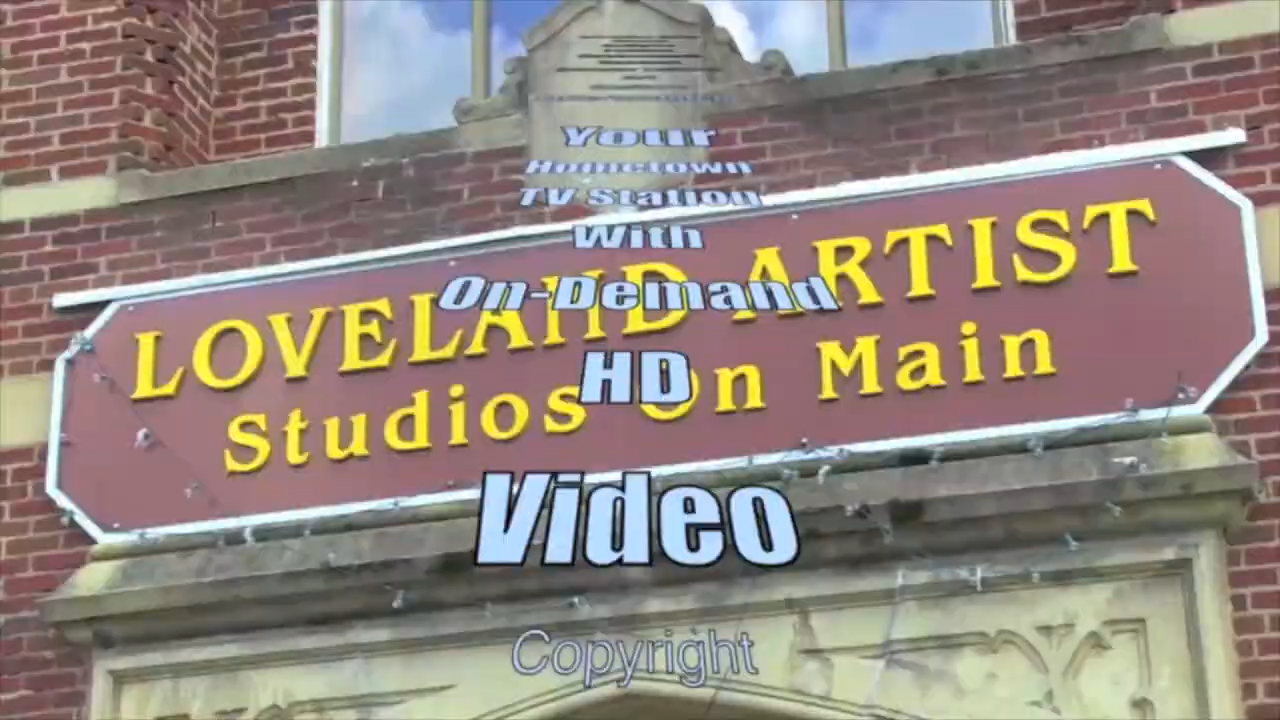 Your
Hometown
TV Station
With
On-Demand
HD
Video
LOVELAND ARTIST
Studios On Main
Copyright